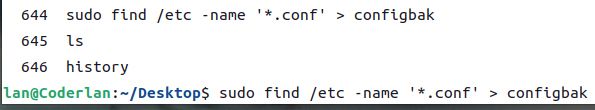 644 sudo find /etc -name '*.conf' > configbak
645 ls
646 history
lan@Coderlan:~/Desktop$ sudo find /etc -name '*.conf' > configbak